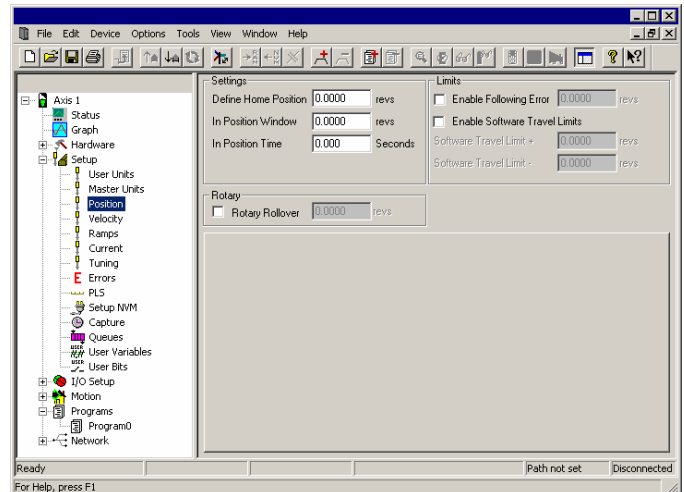 File Edit Device Options Tools View Window Help
Axis 1
Status
Graph
Hardware
Setup
User Units
Master Units
Position
Velocity
Ramps
Current
Tuning
E Errors
PLS
Setup NVM
Capture
Queues
USER User Variables
USER User Bits
I/O Setup
Motion
Programs
Program0
Network
Settings
Define Home Position 0.0000 revs
In Position Window 0.0000 revs
In Position Time 0.000 Seconds
Limits
Enable Following Error 0.0000 revs
Enable Software Travel Limits
Software Travel Limit + 0.0000 revs
Software Travel Limit - 0.0000 revs
Rotary
Rotary Rollover 0.0000 revs
Ready Path not set Disconnected
For Help, press F1